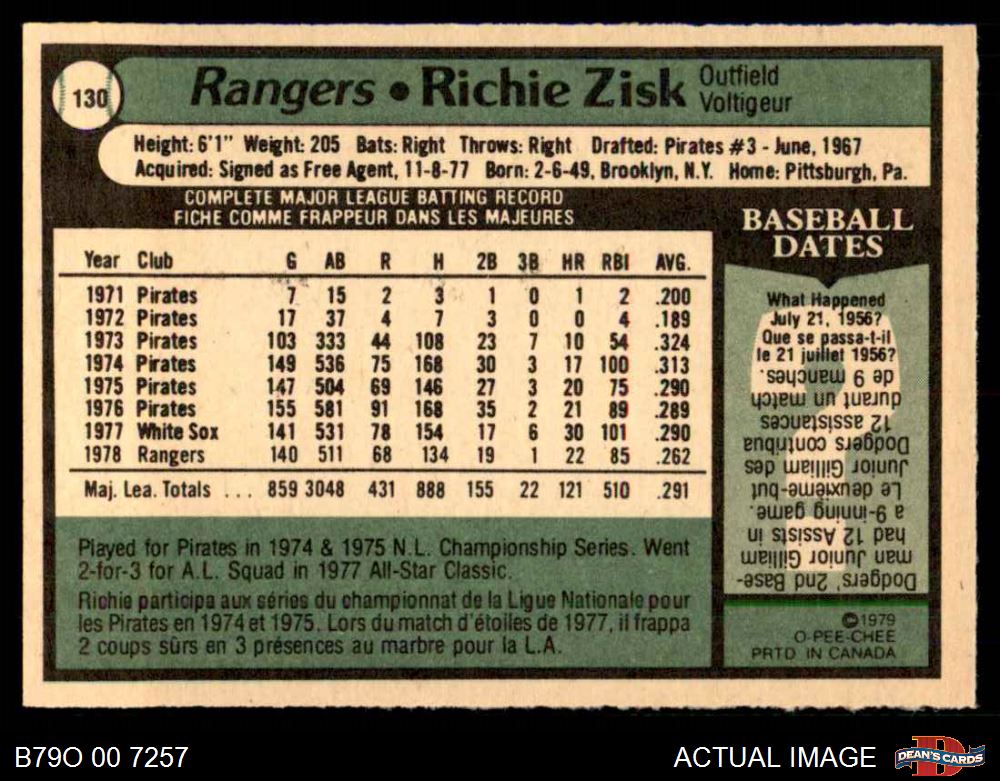 130
Rangers • Richie Zisk Outfield
Voltigeur
Height: 6'1" Weight: 205 Bats: Right Throws: Right Drafted: Pirates #3 - June, 1967
Acquired: Signed as Free Agent, 11-8-77 Born: 2-6-49, Brooklyn, N.Y. Home: Pittsburgh, Pa.
COMPLETE MAJOR LEAGUE BATTING RECORD
FICHE COMME FRAPPEUR DANS LES MAJEURES
Year Club G AB R H 2B 3B HR RBI AVG.
1971 Pirates 7 15 2 3 1 0 1 2 .200
1972 Pirates 17 37 4 7 3 0 0 4 .189
1973 Pirates 103 333 44 108 23 7 10 54 .324
1974 Pirates 149 536 75 168 30 3 17 100 .313
1975 Pirates 147 504 69 146 27 3 20 75 .290
1976 Pirates 155 581 91 168 35 2 21 89 .289
1977 White Sox 141 531 78 154 17 6 30 101 .290
1978 Rangers 140 511 68 134 19 1 22 85 .262
Maj. Lea. Totals ... 859 3048 431 888 155 22 121 510 .291
Played for Pirates in 1974 & 1975 N.L. Championship Series. Went
2-for-3 for A.L. Squad in 1977 All-Star Classic.
Richie participa aux séries du championnat de la Ligue Nationale pour
les Pirates en 1974 et 1975. Lors du match d'étoiles de 1977, il frappa
2 coups sûrs en 3 présences au marbre pour la L.A.
BASEBALL
DATES
What Happened
July 21, 1956?
Que se passa-t-il
le 21 juillet 1956?
Dodgers' 2nd Base-
man Junior Gilliam
had 12 Assists in
a 9-inning game.
Le deuxième-but
Junior Gilliam des
Dodgers contribua
12 assistances
durant un match
de 9 manches.
©1979
O-PEE-CHEE
PRTD IN CANADA
B79O 00 7257
ACTUAL IMAGE
D
DEAN'S CARDS